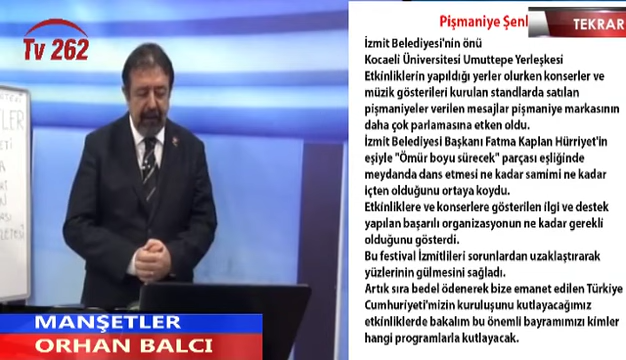 Tv 262
MANŞETLER
ORHAN BALCI
Pişmaniye Şenl
TEKRAR
İzmit Belediyesi'nin önü
Kocaeli Üniversitesi Umuttepe Yerleşkesi
Etkinliklerin yapıldığı yerler olurken konserler ve
müzik gösterileri kurulan standlarda satılan
pişmaniyeler verilen mesajlar pişmaniye markasının
daha çok parlamasına etken oldu.
İzmit Belediyesi Başkanı Fatma Kaplan Hürriyet'in
eşiyle "Ömür boyu sürecek" parçası eşliğinde
meydanda dans etmesi ne kadar samimi ne kadar
içten olduğunu ortaya koydu.
Etkinliklere ve konserlere gösterilen ilgi ve destek
yapılan başarılı organizasyonun ne kadar gerekli
olduğunu gösterdi.
Bu festival İzmitlileri sorunlardan uzaklaştırarak
yüzlerinin gülmesini sağladı.
Artık sıra bedel ödenerek bize emanet edilen Türkiye
Cumhuriyeti'mizin kuruluşunu kutlayacağımız
etkinliklerde bakalım bu önemli bayramımızı kimler
hangi programlarla kutlayacak.